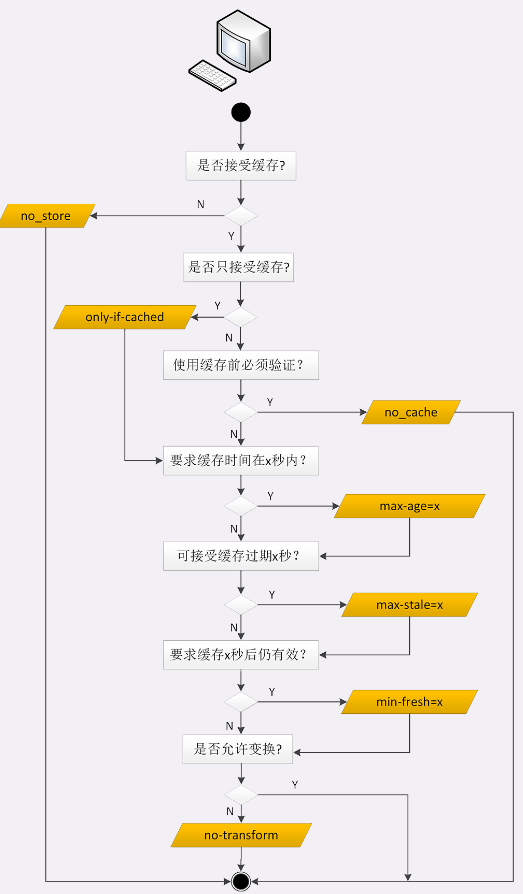 是否接受缓存?
N
no_store
Y
是否只接受缓存?
Y
only-if-cached
N
使用缓存前必须验证?
Y
no_cache
N
要求缓存时间在x秒内?
Y
max-age=x
N
可接受缓存过期x秒?
Y
max-stale=x
N
要求缓存x秒后仍有效?
Y
min-fresh=x
N
是否允许变换?
Y
N
no-transform